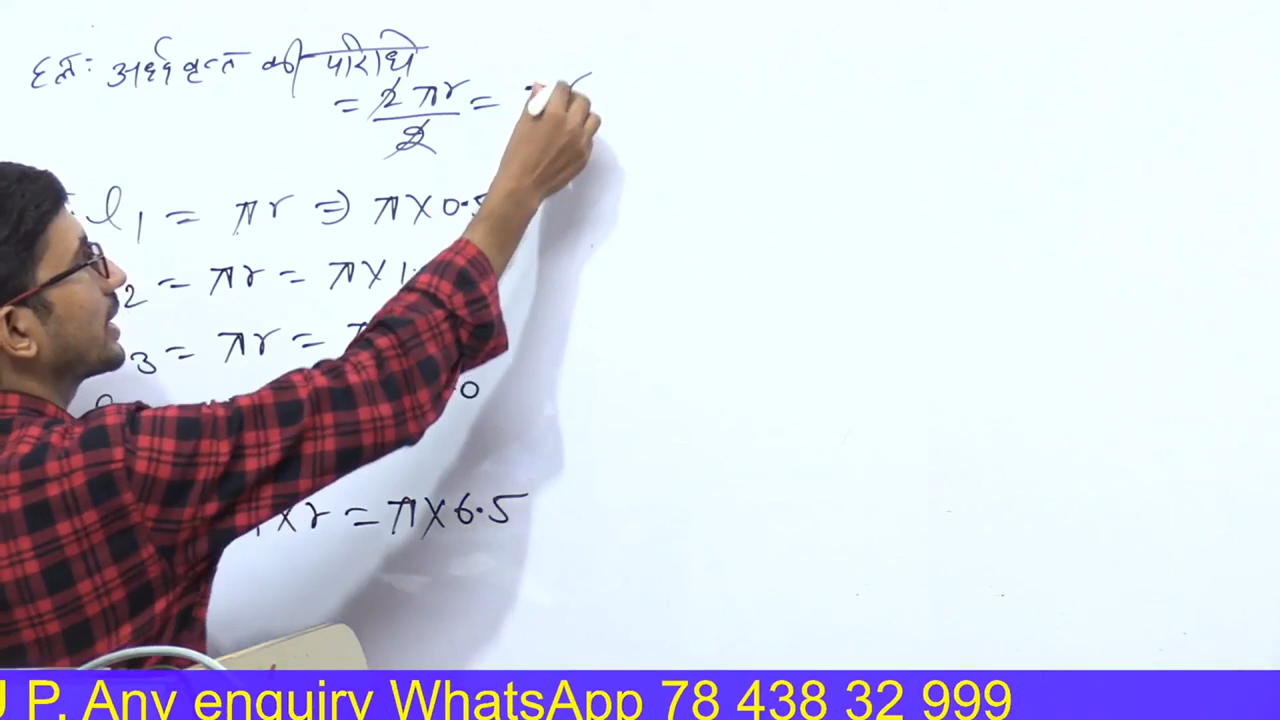 हल: अर्धवृत्त की परिधि
= 2πr/2 =
l1 = πr ⇒ π×0.5
2 = πr = π×1.
3 = πr =
.0
×r = π×6.5
U P. Any enquiry WhatsApp 78 438 32 999